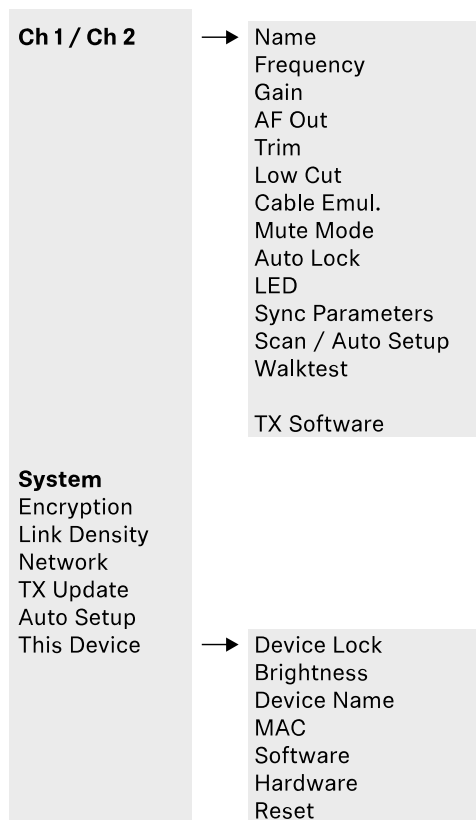 Ch 1 / Ch 2
Name
Frequency
Gain
AF Out
Trim
Low Cut
Cable Emul.
Mute Mode
Auto Lock
LED
Sync Parameters
Scan / Auto Setup
Walktest
TX Software
System
Encryption
Link Density
Network
TX Update
Auto Setup
This Device
Device Lock
Brightness
Device Name
MAC
Software
Hardware
Reset